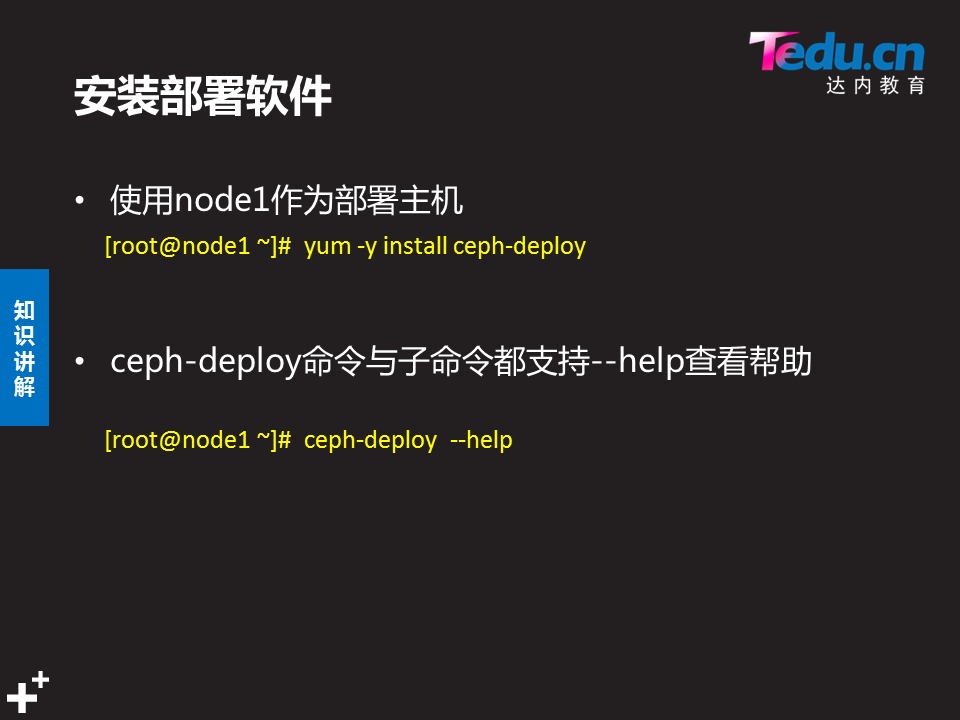 Tedu.cn
达内教育
安装部署软件
• 使用node1作为部署主机
[root@node1 ~]# yum -y install ceph-deploy
知识讲解
• ceph-deploy命令与子命令都支持--help查看帮助
[root@node1 ~]# ceph-deploy --help